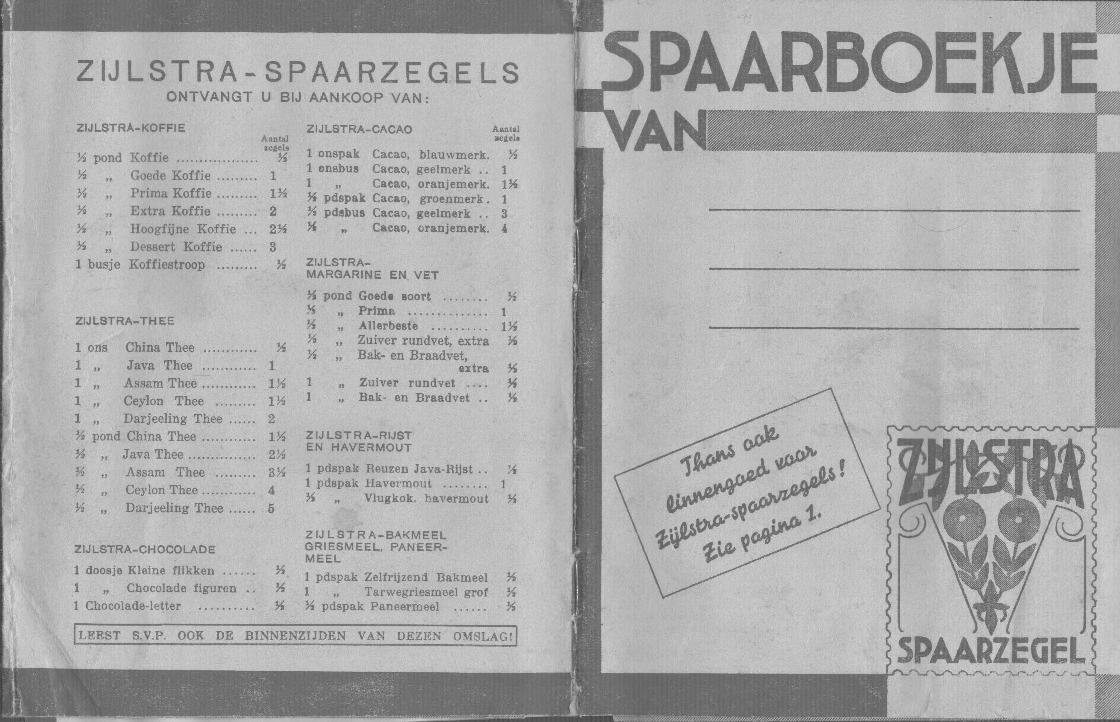 ZIJLSTRA-SPAARZEGELS
ONTVANGT U BIJ AANKOOP VAN:
ZIJLSTRA-KOFFIE
Aantal
zegels
½ pond Koffie .................. ½
½ „ Goede Koffie ......... 1
½ „ Prima Koffie ......... 1½
½ „ Extra Koffie ......... 2
½ „ Hoogfijne Koffie ... 2½
½ „ Dessert Koffie ...... 3
1 busje Koffiestroop ......... ½
ZIJLSTRA-THEE
1 ons China Thee ............ ½
1 „ Java Thee ............ 1
1 „ Assam Thee ............ 1½
1 „ Ceylon Thee ......... 1½
1 „ Darjeeling Thee ...... 2
½ pond China Thee ............ 1½
½ „ Java Thee ............... 2½
½ „ Assam Thee ............ 3½
½ „ Ceylon Thee ............ 4
½ „ Darjeeling Thee ...... 5
ZIJLSTRA-CHOCOLADE
1 doosje Kleine flikken ...... ½
1 „ Chocolade figuren .. ½
1 Chocolade-letter .......... ½
ZIJLSTRA-CACAO
Aantal
zegels
1 onspak Cacao, blauwmerk. ½
1 onsbus Cacao, geelmerk .. 1
1 „ Cacao, oranjemerk. 1½
½ pdspak Cacao, groenmerk. 1
½ pdsbus Cacao, geelmerk .. 3
½ „ Cacao, oranjemerk. 4
ZIJLSTRA-
MARGARINE EN VET
½ pond Goede soort ........ ½
½ „ Prima .............. 1
½ „ Allerbeste .......... 1½
½ „ Zuiver rundvet, extra ½
½ „ Bak- en Braadvet,
extra ½
1 „ Zuiver rundvet .... ½
1 „ Bak- en Braadvet .. ½
ZIJLSTRA-RIJST
EN HAVERMOUT
1 pdspak Reuzen Java-Rijst .. ½
1 pdspak Havermout ........ 1
½ „ Vlugkok. havermout ½
ZIJLSTRA-BAKMEEL
GRIESMEEL, PANEER-
MEEL
1 pdspak Zelfrijzend Bakmeel ½
1 „ Tarwegriesmeel grof ½
½ pdspak Paneermeel ...... ½
LEEST S.V.P. OOK DE BINNENZIJDEN VAN DEZEN OMSLAG!
SPAARBOEKJE
VAN
Thans ook
linnengoed voor
Zijlstra-spaarzegels!
Zie pagina 1.
ZIJLSTRA
SPAARZEGEL